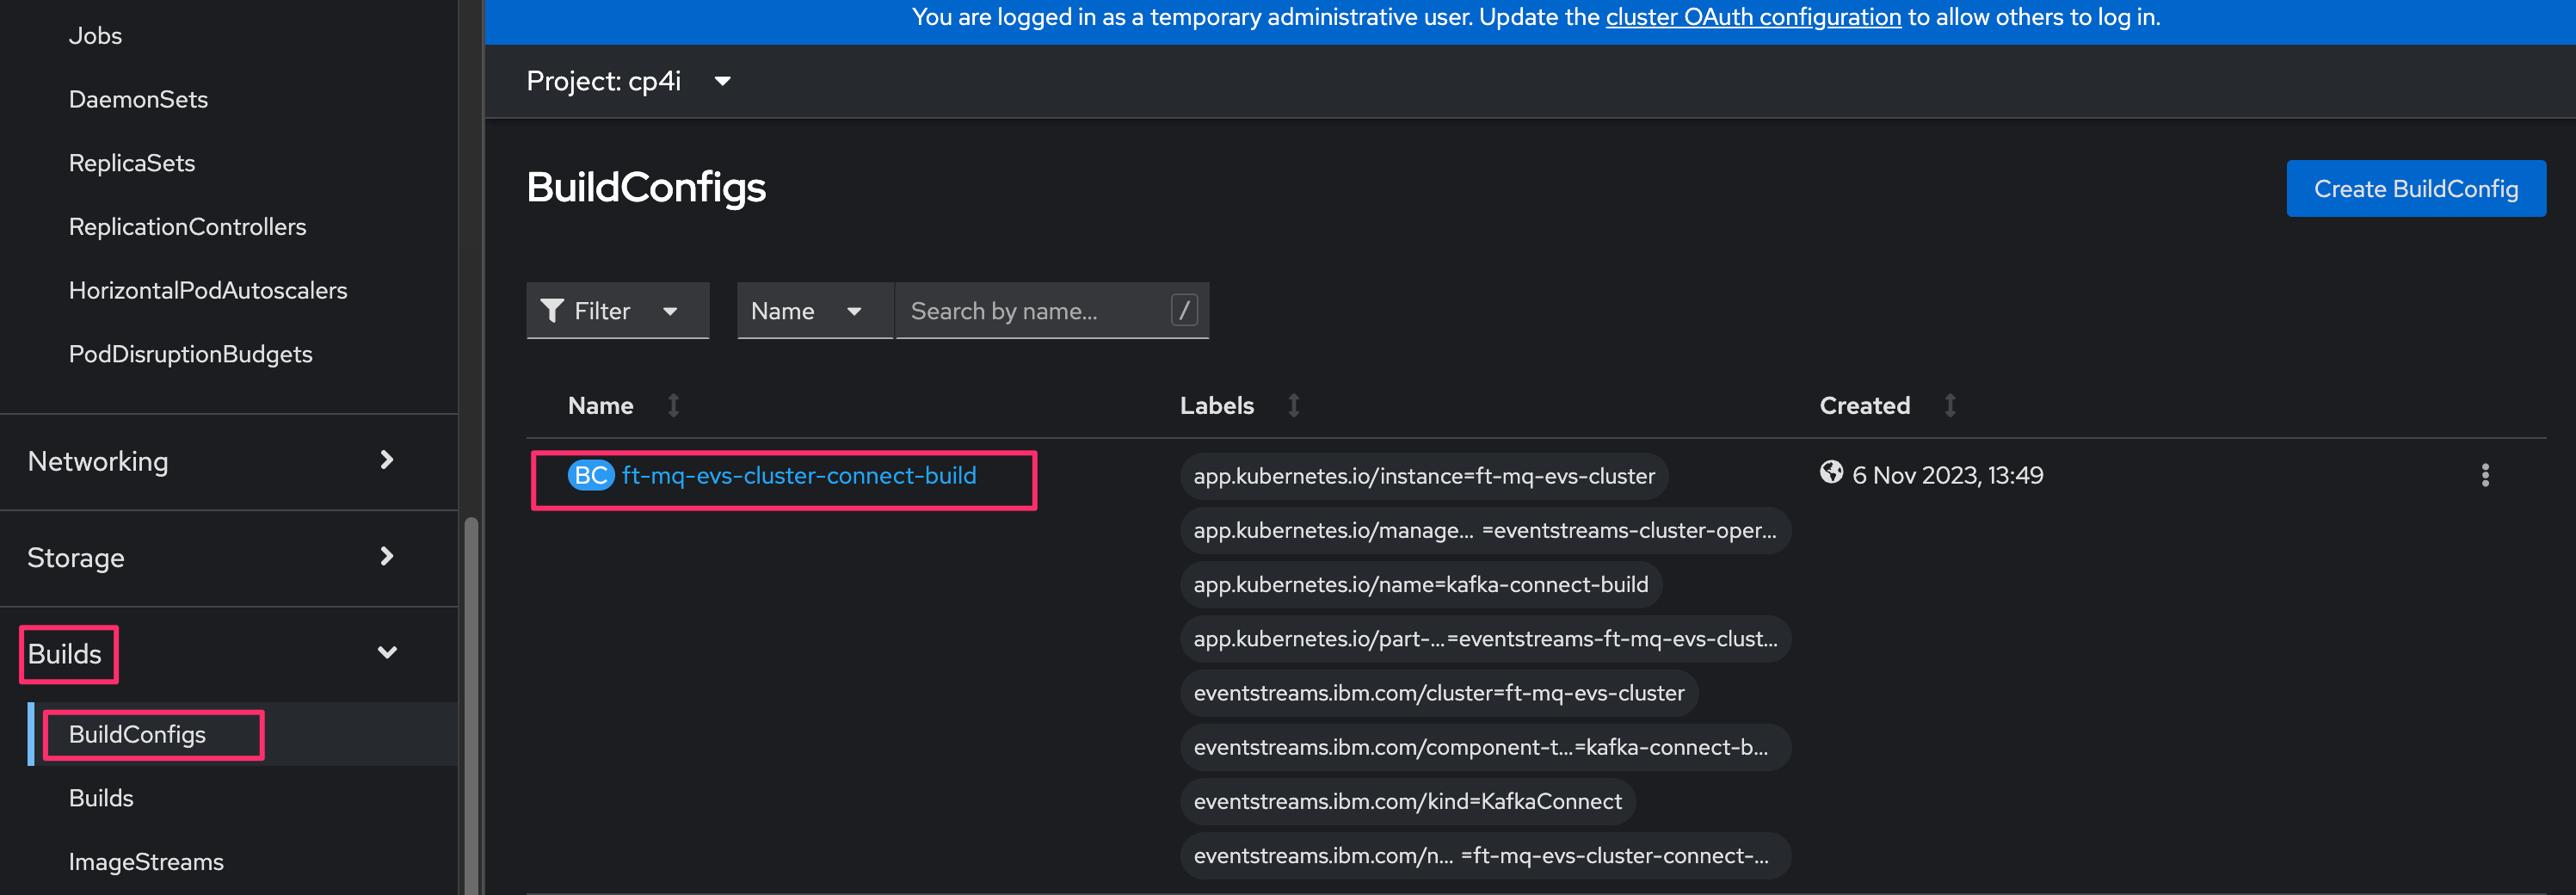 Jobs
DaemonSets
ReplicaSets
ReplicationControllers
HorizontalPodAutoscalers
PodDisruptionBudgets
Networking
Storage
Builds
BuildConfigs
Builds
ImageStreams
You are logged in as a temporary administrative user. Update the cluster OAuth configuration to allow others to log in.
Project: cp4i
BuildConfigs
Create BuildConfig
Filter Name Search by name... /
Name Labels Created
BC ft-mq-evs-cluster-connect-build app.kubernetes.io/instance=ft-mq-evs-cluster 6 Nov 2023, 13:49
app.kubernetes.io/manage... =eventstreams-cluster-oper...
app.kubernetes.io/name=kafka-connect-build
app.kubernetes.io/part-...=eventstreams-ft-mq-evs-clust...
eventstreams.ibm.com/cluster=ft-mq-evs-cluster
eventstreams.ibm.com/component-t...=kafka-connect-b...
eventstreams.ibm.com/kind=KafkaConnect
eventstreams.ibm.com/n... =ft-mq-evs-cluster-connect-...